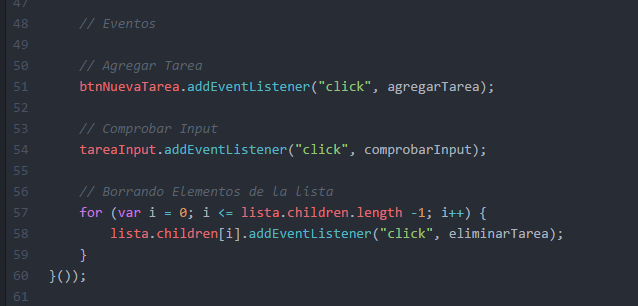 47
48 // Eventos
49
50 // Agregar Tarea
51 btnNuevaTarea.addEventListener("click", agregarTarea);
52
53 // Comprobar Input
54 tareaInput.addEventListener("click", comprobarInput);
55
56 // Borrando Elementos de la lista
57 for (var i = 0; i <= lista.children.length -1; i++) {
58 lista.children[i].addEventListener("click", eliminarTarea);
59 }
60 }());
61